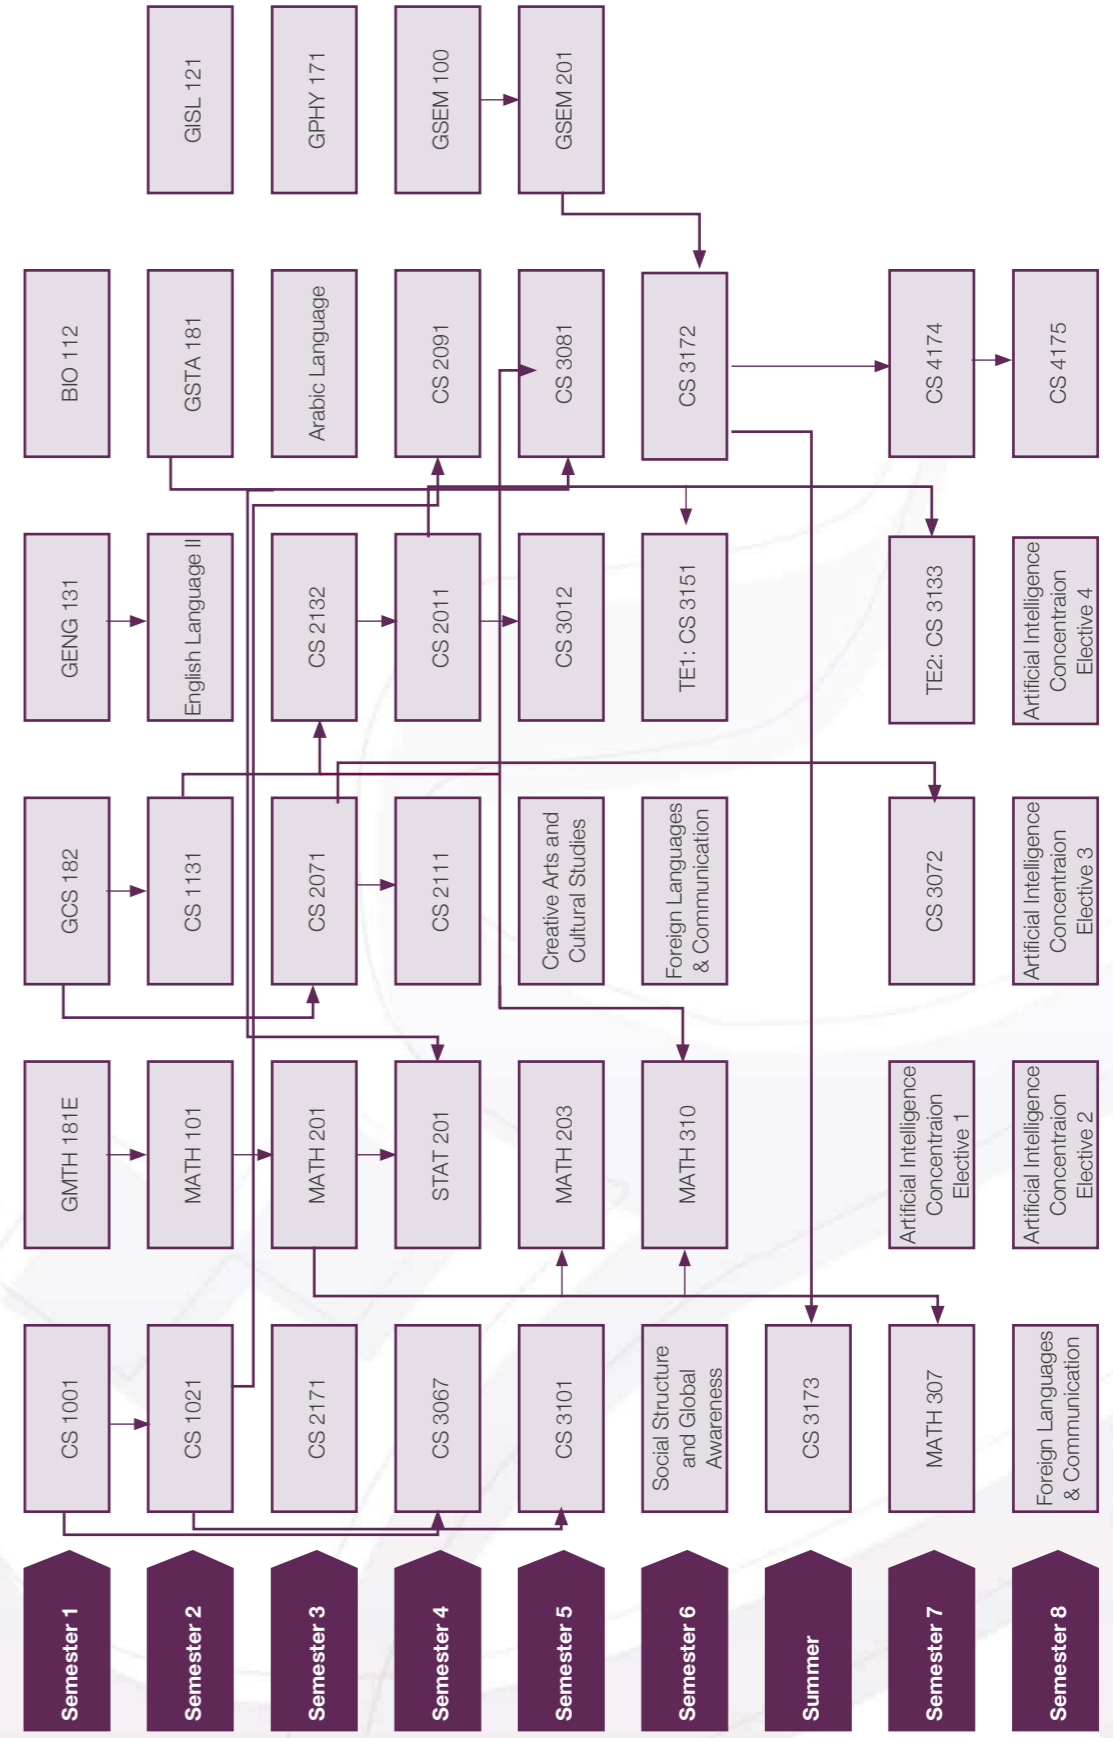 Semester 1
CS 1001
GMTH 181E
GCS 182
GENG 131
BIO 112
Semester 2
CS 1021
MATH 101
CS 1131
English Language II
GSTA 181
GISL 121
Semester 3
CS 2171
MATH 201
CS 2071
CS 2132
Arabic Language
GPHY 171
Semester 4
CS 3067
STAT 201
CS 2111
CS 2011
CS 2091
GSEM 100
Semester 5
CS 3101
MATH 203
Creative Arts and
Cultural Studies
CS 3012
CS 3081
GSEM 201
Semester 6
Social Structure
and Global
Awareness
MATH 310
Foreign Languages
& Communication
TE1: CS 3151
CS 3172
Summer
CS 3173
Semester 7
MATH 307
Artificial Intelligence
Concentraion
Elective 1
CS 3072
TE2: CS 3133
CS 4174
Semester 8
Foreign Languages
& Communication
Artificial Intelligence
Concentraion
Elective 2
Artificial Intelligence
Concentraion
Elective 3
Artificial Intelligence
Concentraion
Elective 4
CS 4175